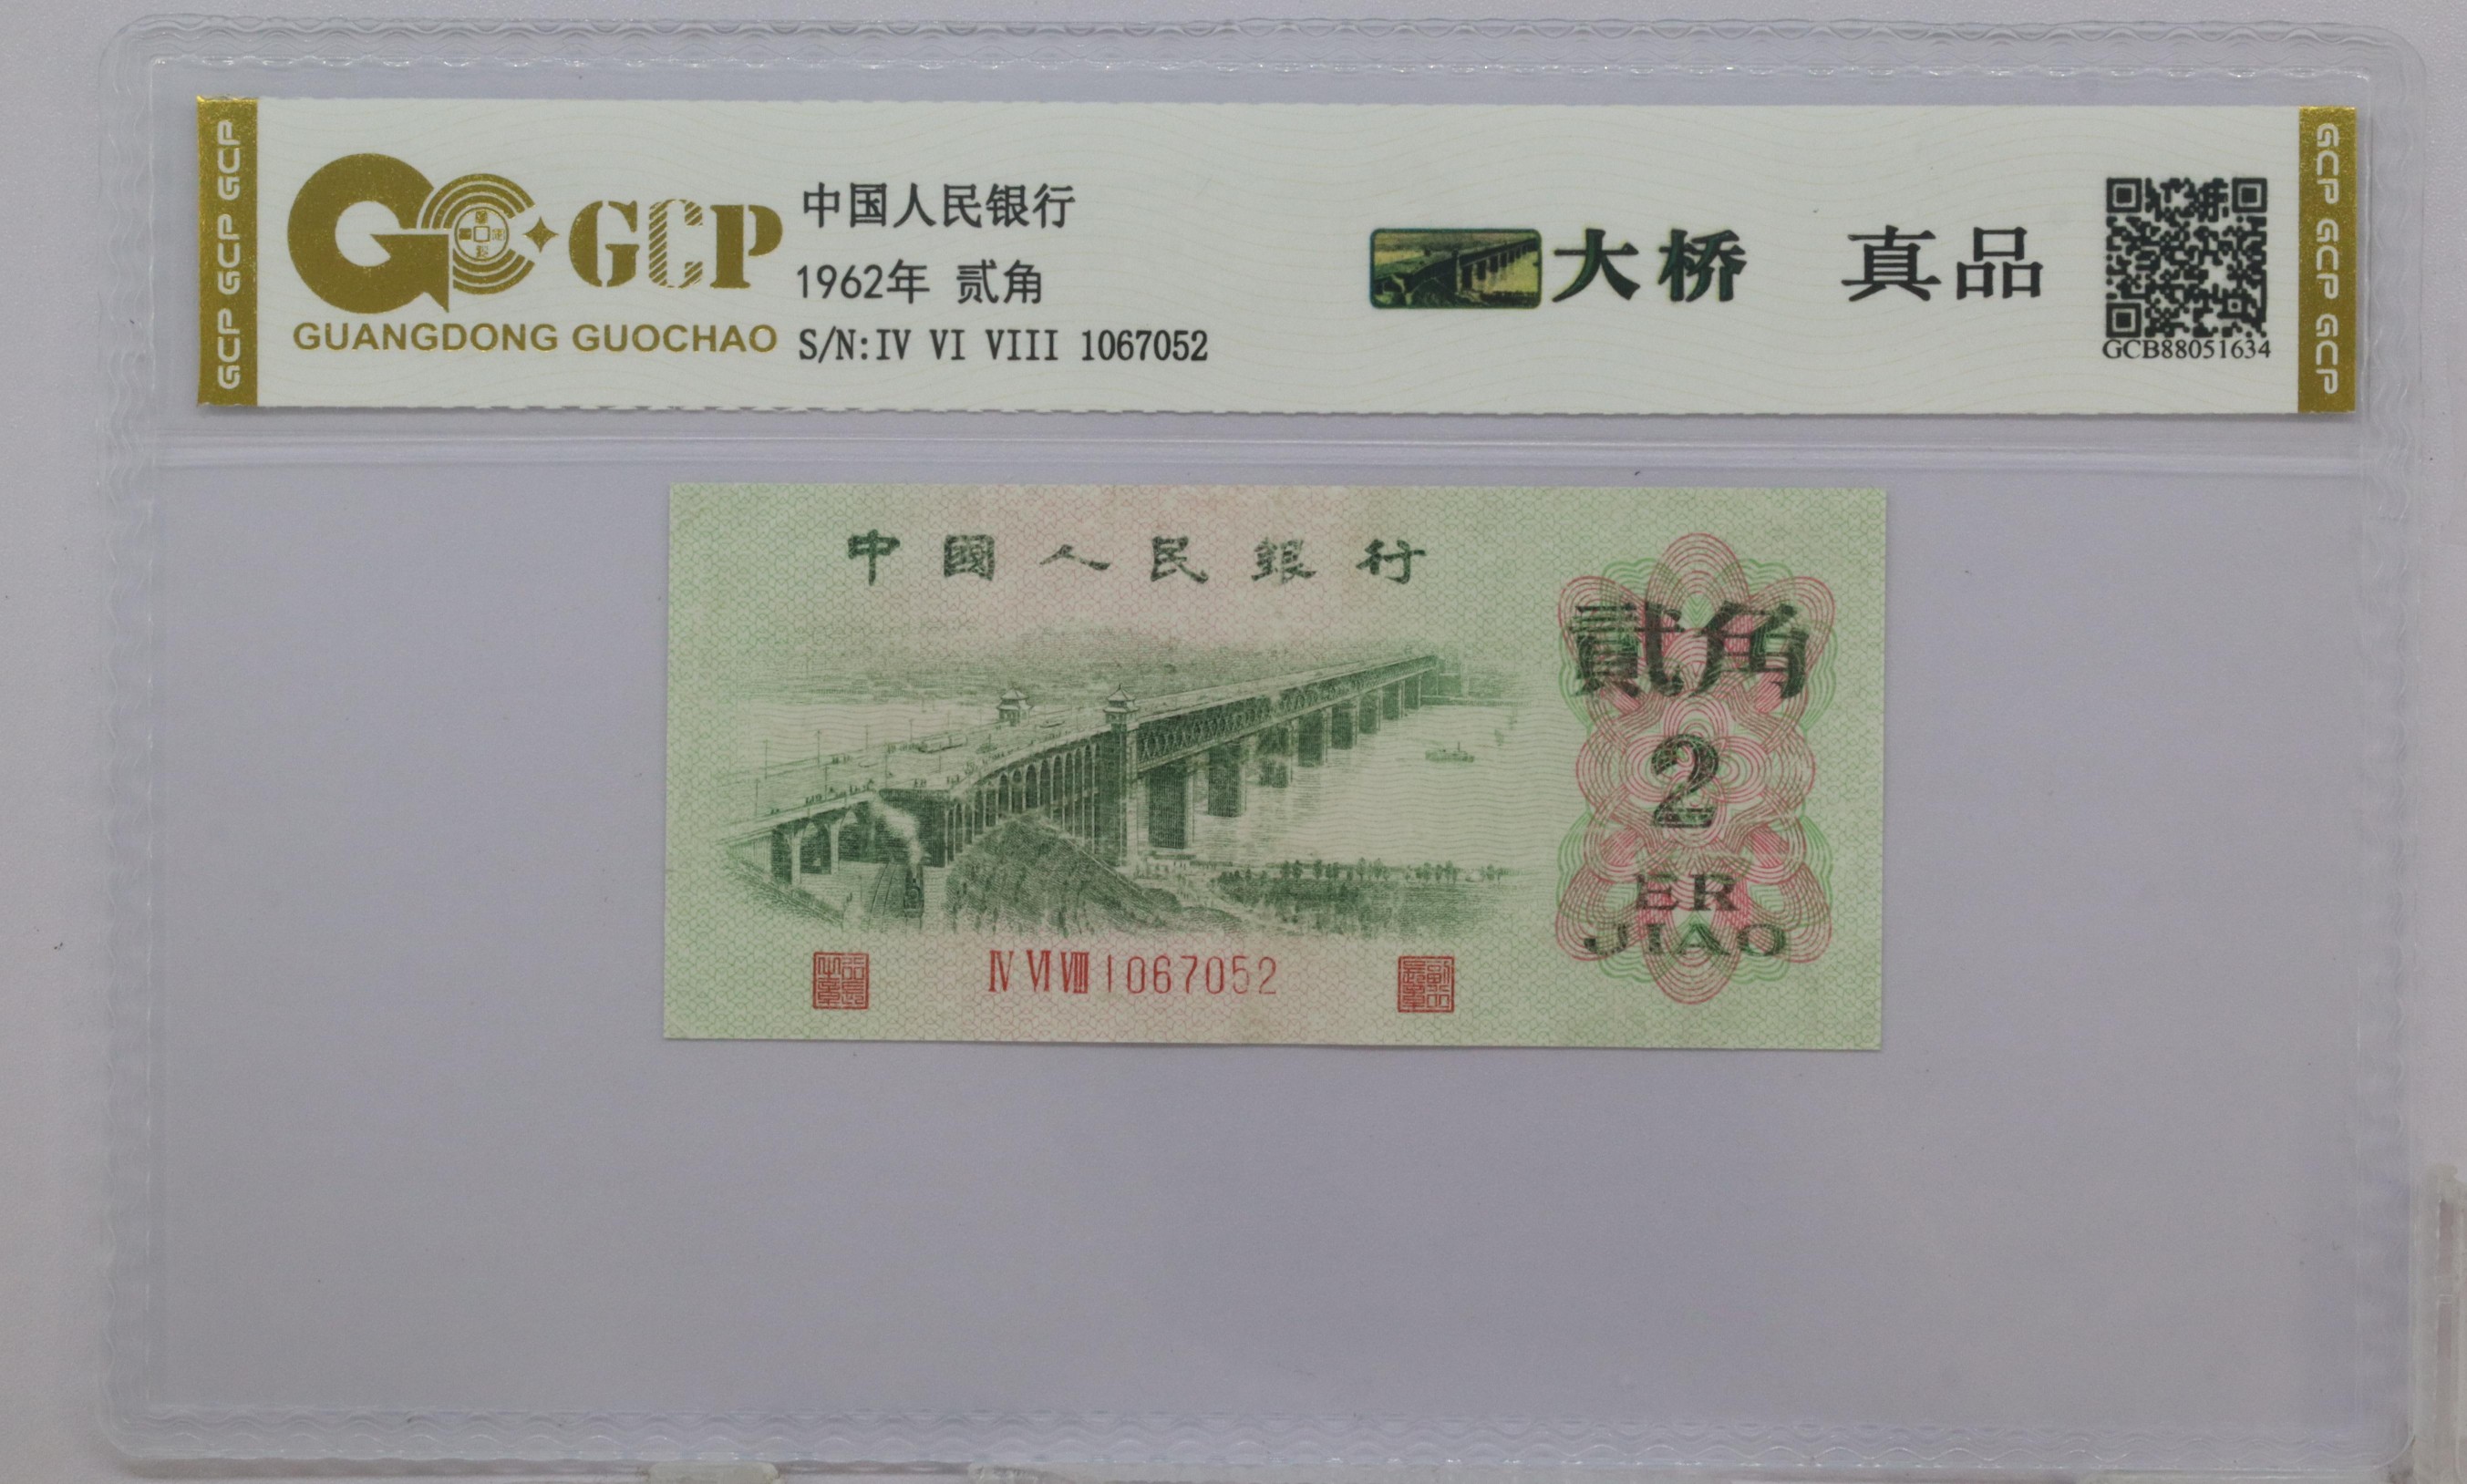 GCP GCP GCP
GCP
GUANGDONG GUOCHAO
中国人民银行
1962年 贰角
S/N:IV VI VIII 1067052
大桥 真品
GCB88051634
GCP GCP GCP
中國人民銀行
貳角
2
ER
JIAO
IV VI VIII 1067052